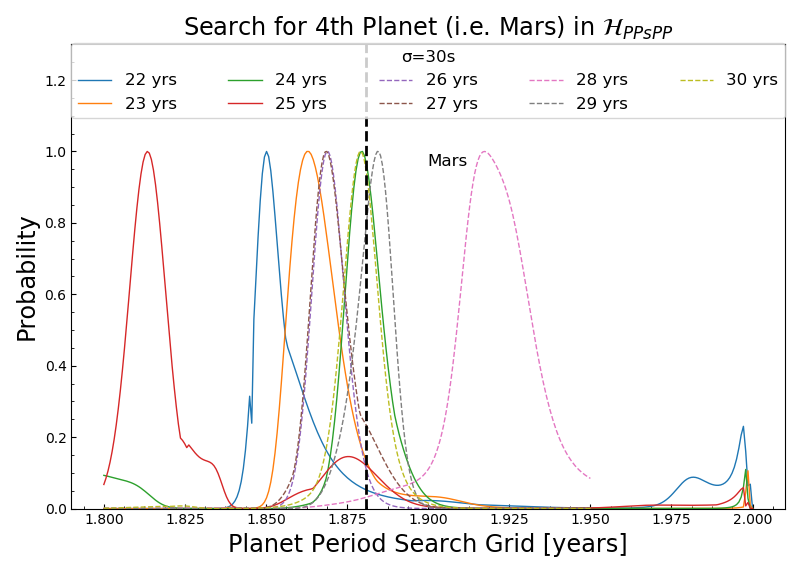 Search for 4th Planet (i.e. Mars) in ℋ_PPsPP
σ=30s
22 yrs 24 yrs 26 yrs 28 yrs 30 yrs
23 yrs 25 yrs 27 yrs 29 yrs
Mars
Probability
1.2
1.0
0.8
0.6
0.4
0.2
0.0
1.800 1.825 1.850 1.875 1.900 1.925 1.950 1.975 2.000
Planet Period Search Grid [years]